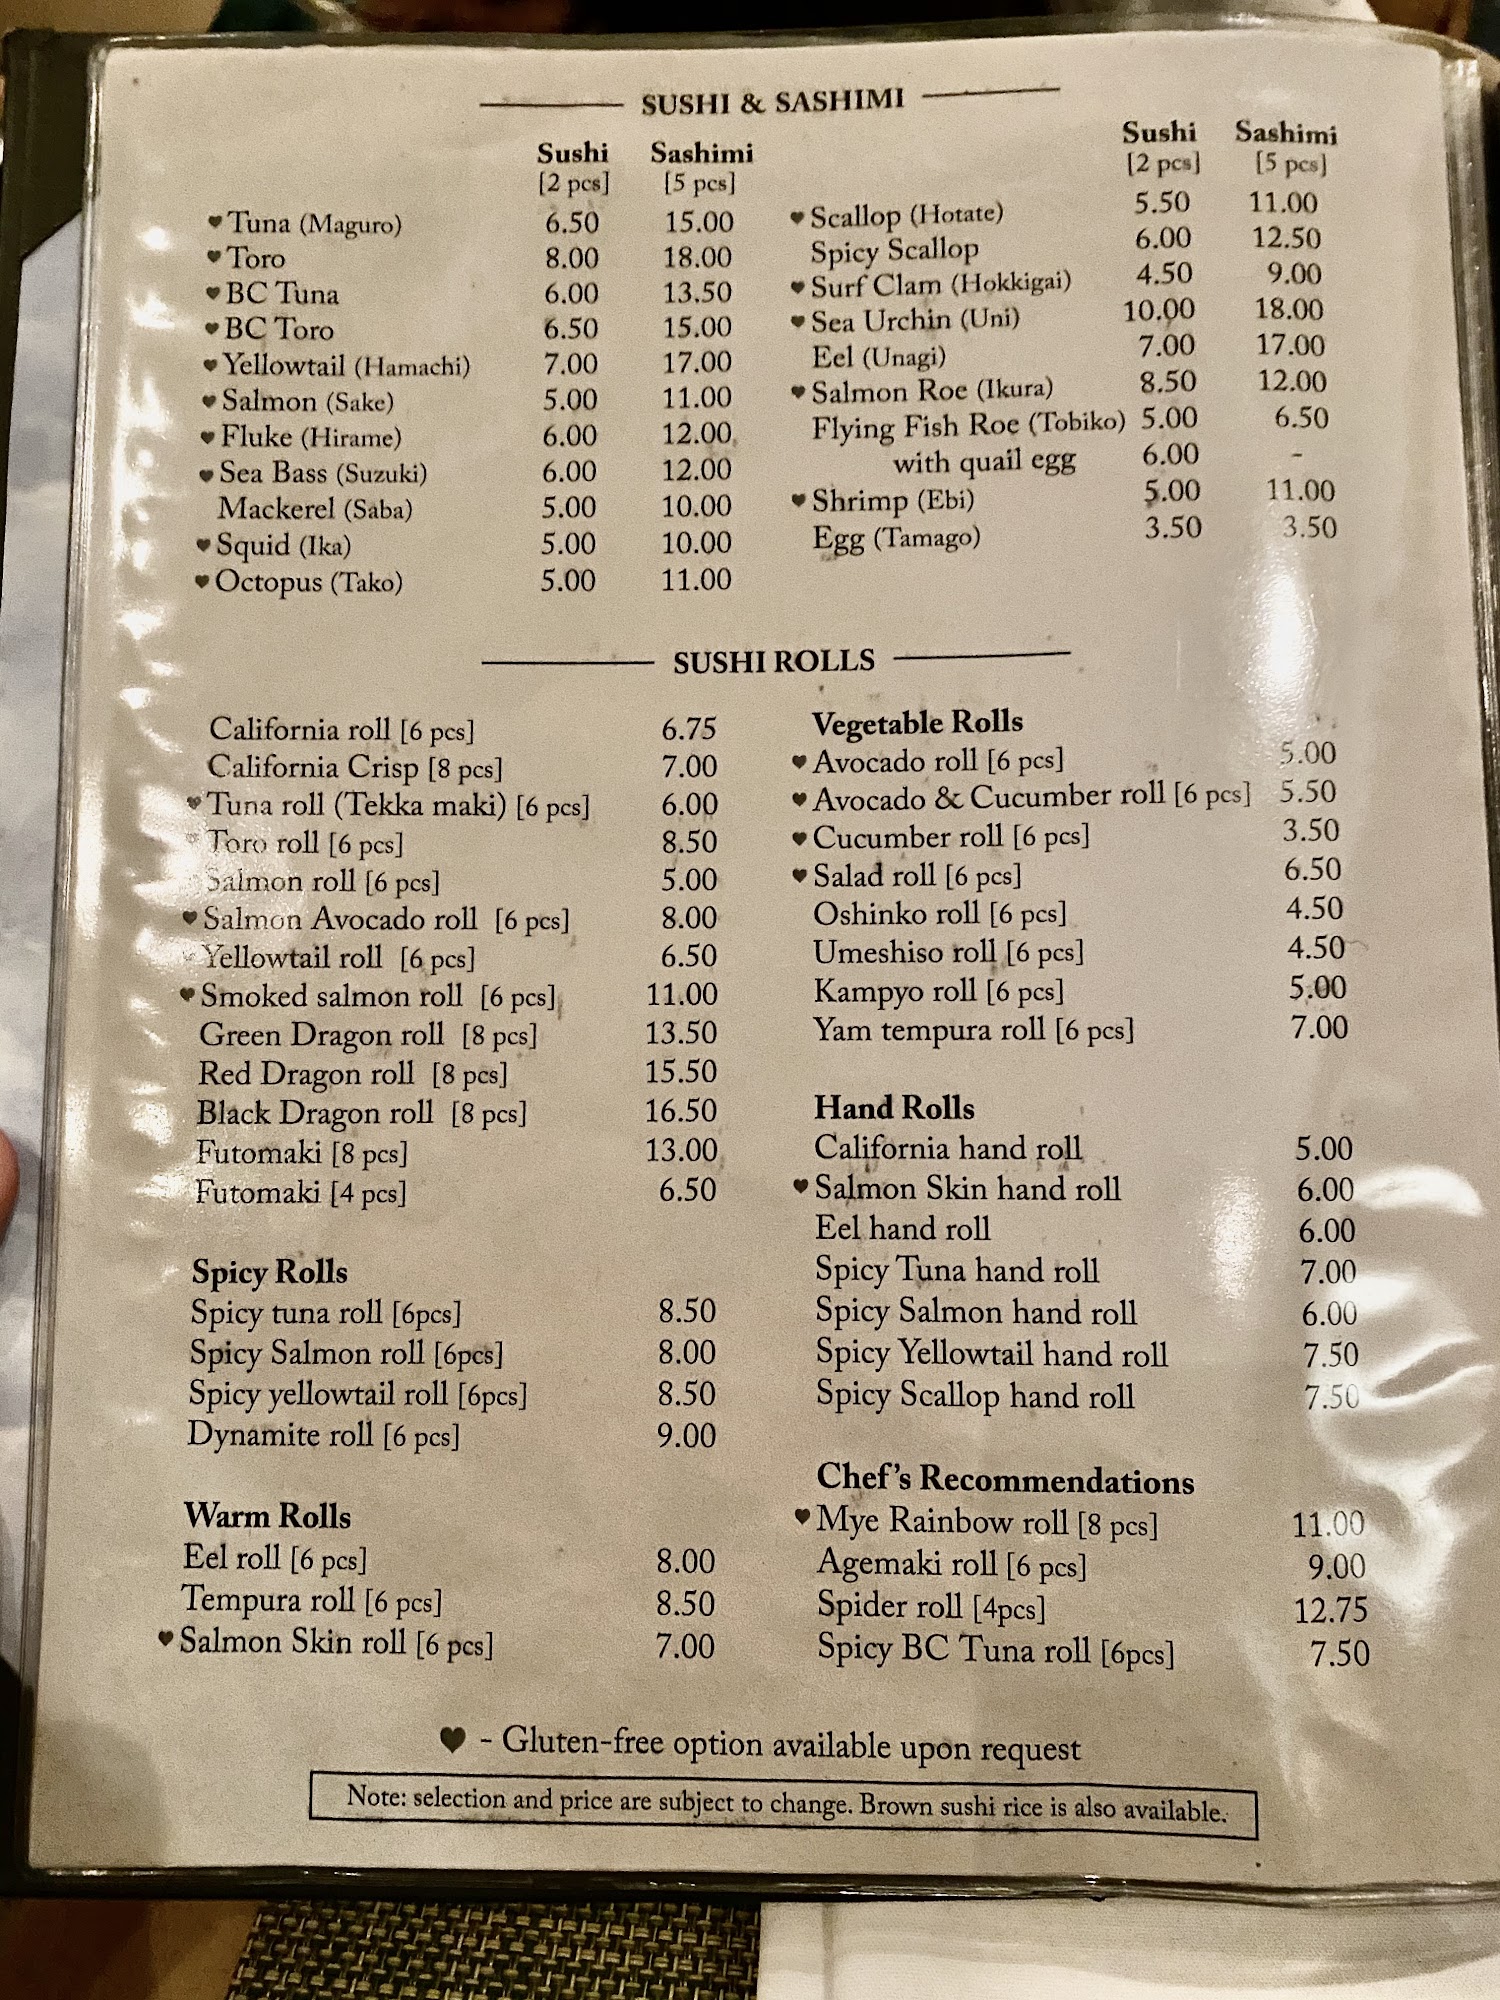 SUSHI & SASHIMI
Sushi Sashimi
[2 pcs] [5 pcs]
♥ Tuna (Maguro) 6.50 15.00
♥ Toro 8.00 18.00
♥ BC Tuna 6.00 13.50
♥ BC Toro 6.50 15.00
♥ Yellowtail (Hamachi) 7.00 17.00
♥ Salmon (Sake) 5.00 11.00
♥ Fluke (Hirame) 6.00 12.00
♥ Sea Bass (Suzuki) 6.00 12.00
Mackerel (Saba) 5.00 10.00
♥ Squid (Ika) 5.00 10.00
♥ Octopus (Tako) 5.00 11.00
Sushi Sashimi
[2 pcs] [5 pcs]
♥ Scallop (Hotate) 5.50 11.00
Spicy Scallop 6.00 12.50
♥ Surf Clam (Hokkigai) 4.50 9.00
♥ Sea Urchin (Uni) 10.00 18.00
Eel (Unagi) 7.00 17.00
♥ Salmon Roe (Ikura) 8.50 12.00
Flying Fish Roe (Tobiko) 5.00 6.50
with quail egg 6.00 -
♥ Shrimp (Ebi) 5.00 11.00
Egg (Tamago) 3.50 3.50
SUSHI ROLLS
California roll [6 pcs] 6.75
California Crisp [8 pcs] 7.00
♥ Tuna roll (Tekka maki) [6 pcs] 6.00
♥ Toro roll [6 pcs] 8.50
Salmon roll [6 pcs] 5.00
♥ Salmon Avocado roll [6 pcs] 8.00
♥ Yellowtail roll [6 pcs] 6.50
♥ Smoked salmon roll [6 pcs] 11.00
Green Dragon roll [8 pcs] 13.50
Red Dragon roll [8 pcs] 15.50
Black Dragon roll [8 pcs] 16.50
Futomaki [8 pcs] 13.00
Futomaki [4 pcs] 6.50
Spicy Rolls
Spicy tuna roll [6pcs] 8.50
Spicy Salmon roll [6pcs] 8.00
Spicy yellowtail roll [6pcs] 8.50
Dynamite roll [6 pcs] 9.00
Warm Rolls
Eel roll [6 pcs] 8.00
Tempura roll [6 pcs] 8.50
♥ Salmon Skin roll [6 pcs] 7.00
Vegetable Rolls
♥ Avocado roll [6 pcs] 5.00
♥ Avocado & Cucumber roll [6 pcs] 5.50
♥ Cucumber roll [6 pcs] 3.50
♥ Salad roll [6 pcs] 6.50
Oshinko roll [6 pcs] 4.50
Umeshiso roll [6 pcs] 4.50
Kampyo roll [6 pcs] 5.00
Yam tempura roll [6 pcs] 7.00
Hand Rolls
California hand roll 5.00
♥ Salmon Skin hand roll 6.00
Eel hand roll 6.00
Spicy Tuna hand roll 7.00
Spicy Salmon hand roll 6.00
Spicy Yellowtail hand roll 7.50
Spicy Scallop hand roll 7.50
Chef's Recommendations
♥ Mye Rainbow roll [8 pcs] 11.00
Agemaki roll [6 pcs] 9.00
Spider roll [4pcs] 12.75
Spicy BC Tuna roll [6pcs] 7.50
♥ - Gluten-free option available upon request
Note: selection and price are subject to change. Brown sushi rice is also available.